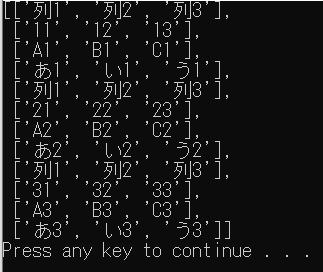 [['列1', '列2', '列3'],
['11', '12', '13'],
['A1', 'B1', 'C1'],
['あ1', 'い1', 'う1'],
['列1', '列2', '列3'],
['21', '22', '23'],
['A2', 'B2', 'C2'],
['あ2', 'い2', 'う2'],
['列1', '列2', '列3'],
['31', '32', '33'],
['A3', 'B3', 'C3'],
['あ3', 'い3', 'う3']]
Press any key to continue . . .